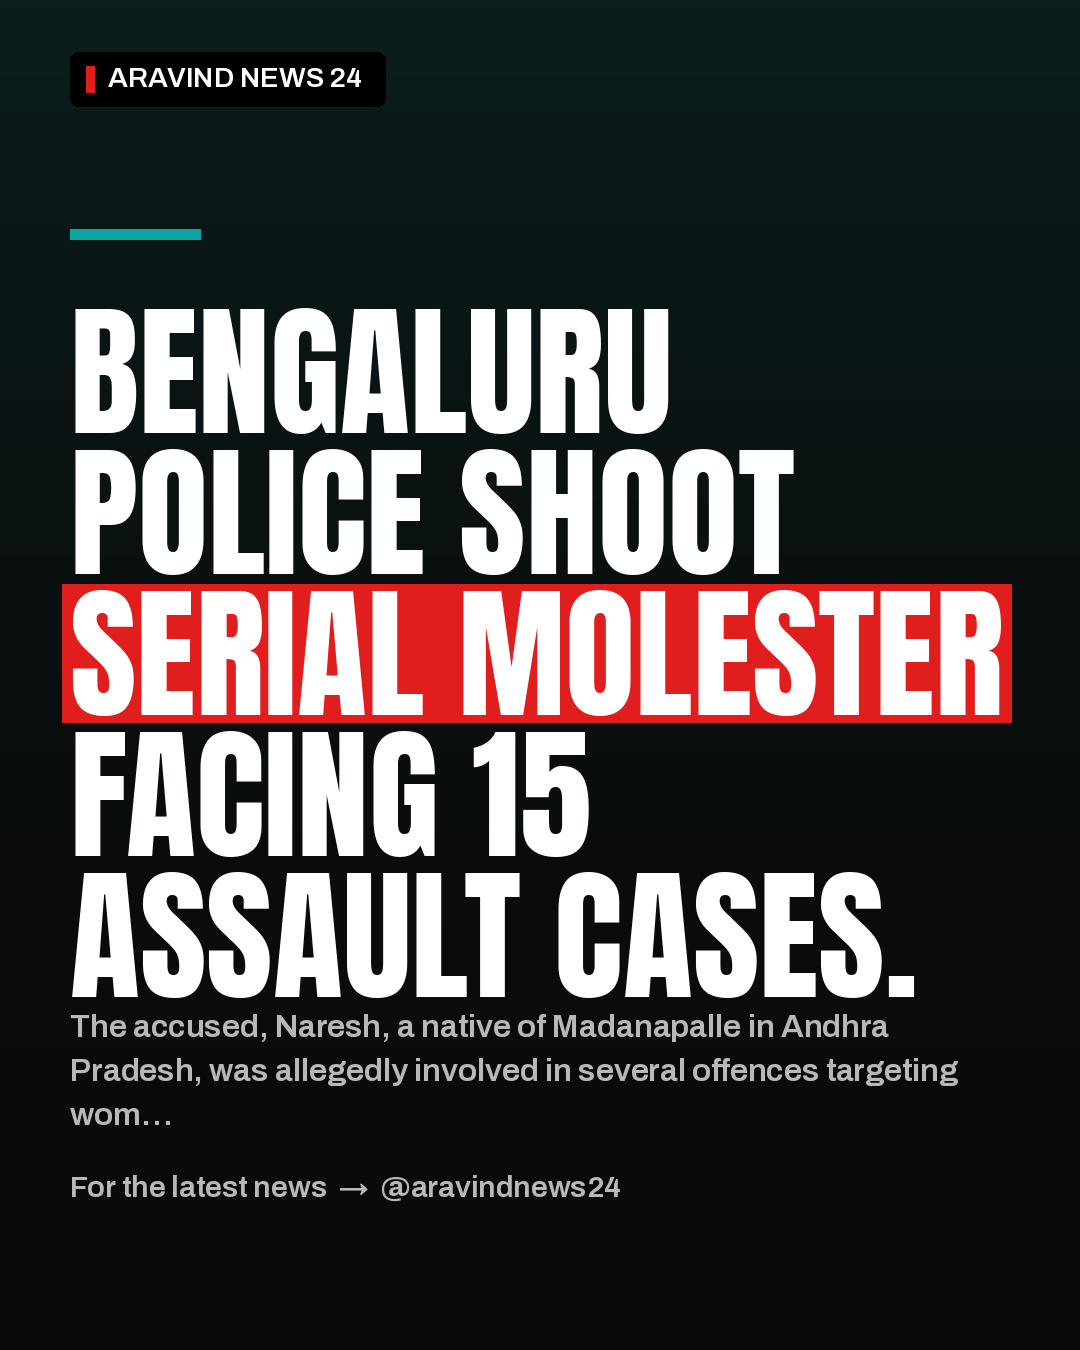 ARAVIND NEWS 24
BENGALURU
POLICE SHOOT
SERIAL MOLESTER
FACING 15
ASSAULT CASES.
The accused, Naresh, a native of Madanapalle in Andhra
Pradesh, was allegedly involved in several offences targeting
wom...
For the latest news → @aravindnews24